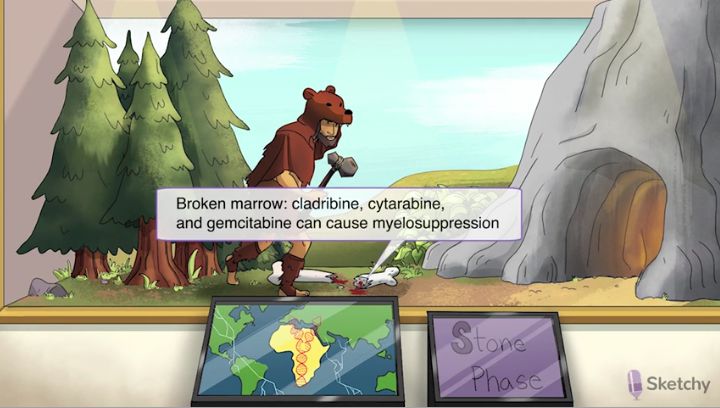 Broken marrow: cladribine, cytarabine,
and gemcitabine can cause myelosuppression
Stone
Phase
Sketchy